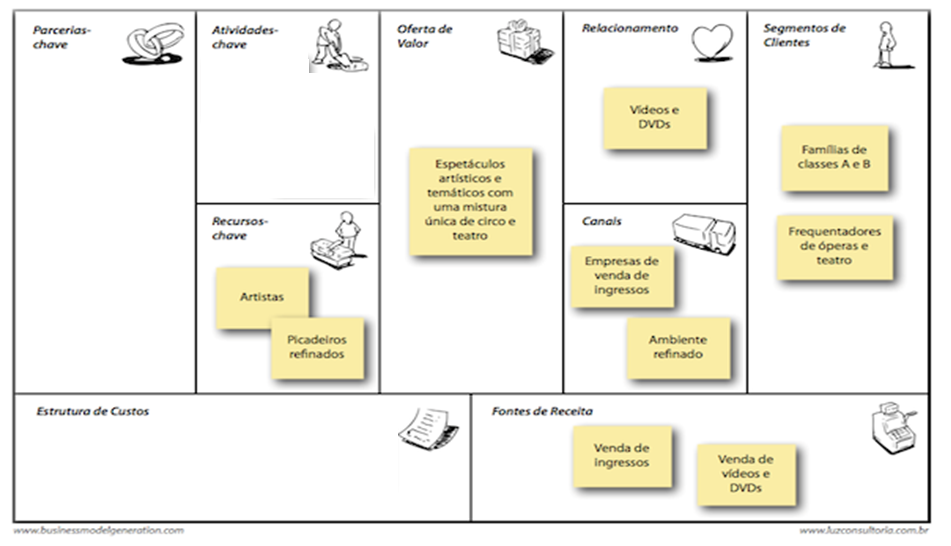 Parcerias-
chave
Atividades-
chave
Oferta de
Valor
Relacionamento
Segmentos de
Clientes
Vídeos e
DVDs
Famílias de
classes A e B
Espetáculos
artísticos e
temáticos com
uma mistura
única de circo e
teatro
Recursos-
chave
Canais
Frequentadores
de óperas e
teatro
Artistas
Picadeiros
refinados
Empresas de
venda de
ingressos
Ambiente
refinado
Estrutura de Custos
Fontes de Receita
Venda de
ingressos
Venda de
vídeos e
DVDs
www.businessmodelgeneration.com
www.luzconsultoria.com.br